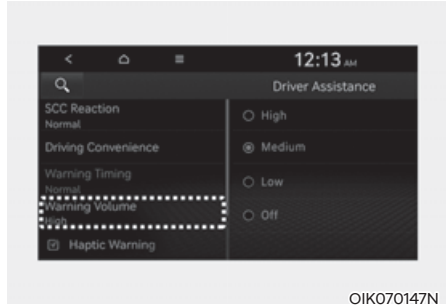 12:13 AM
Driver Assistance
SCC Reaction
Normal
High
Driving Convenience
Medium
Warning Timing
Normal
Low
Warning Volume
High
Off
Haptic Warning
OIK070147N